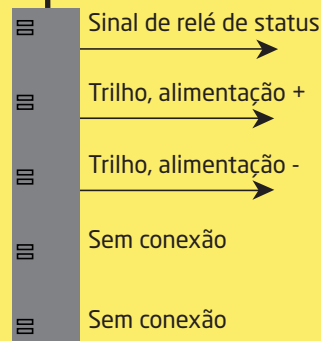 Sinal de relé de status
Trilho, alimentação +
Trilho, alimentação -
Sem conexão
Sem conexão